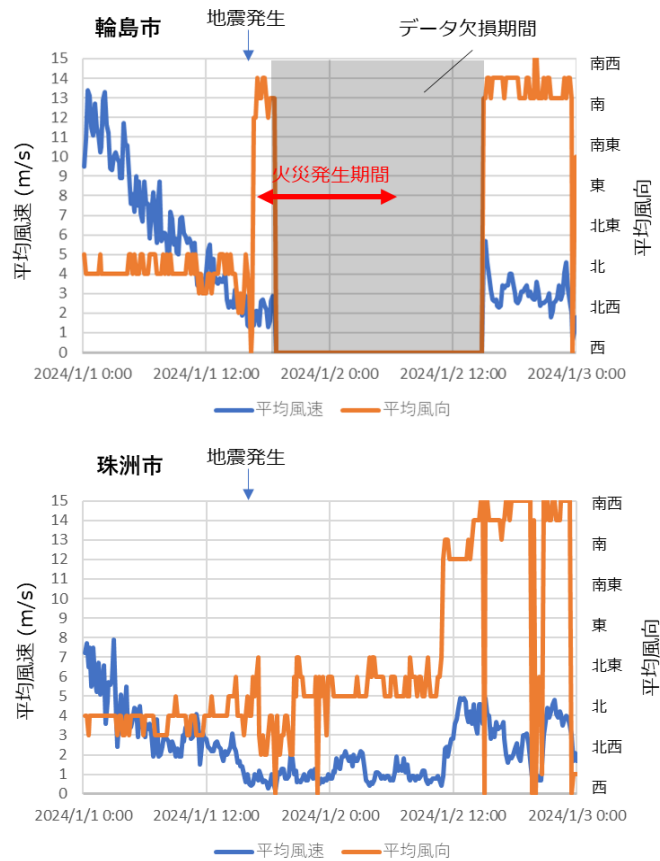 輪島市
地震発生
データ欠損期間
15
14
13
12
11
10
9
8
7
6
5
4
3
2
1
0
平均風速 (m/s)
火災発生期間
南西
南
南東
東
北東
北
北西
西
平均風向
2024/1/1 0:00 2024/1/1 12:00 2024/1/2 0:00 2024/1/2 12:00 2024/1/3 0:00
平均風速 平均風向
珠洲市
地震発生
15
14
13
12
11
10
9
8
7
6
5
4
3
2
1
0
平均風速 (m/s)
南西
南
南東
東
北東
北
北西
西
平均風向
2024/1/1 0:00 2024/1/1 12:00 2024/1/2 0:00 2024/1/2 12:00 2024/1/3 0:00
平均風速 平均風向